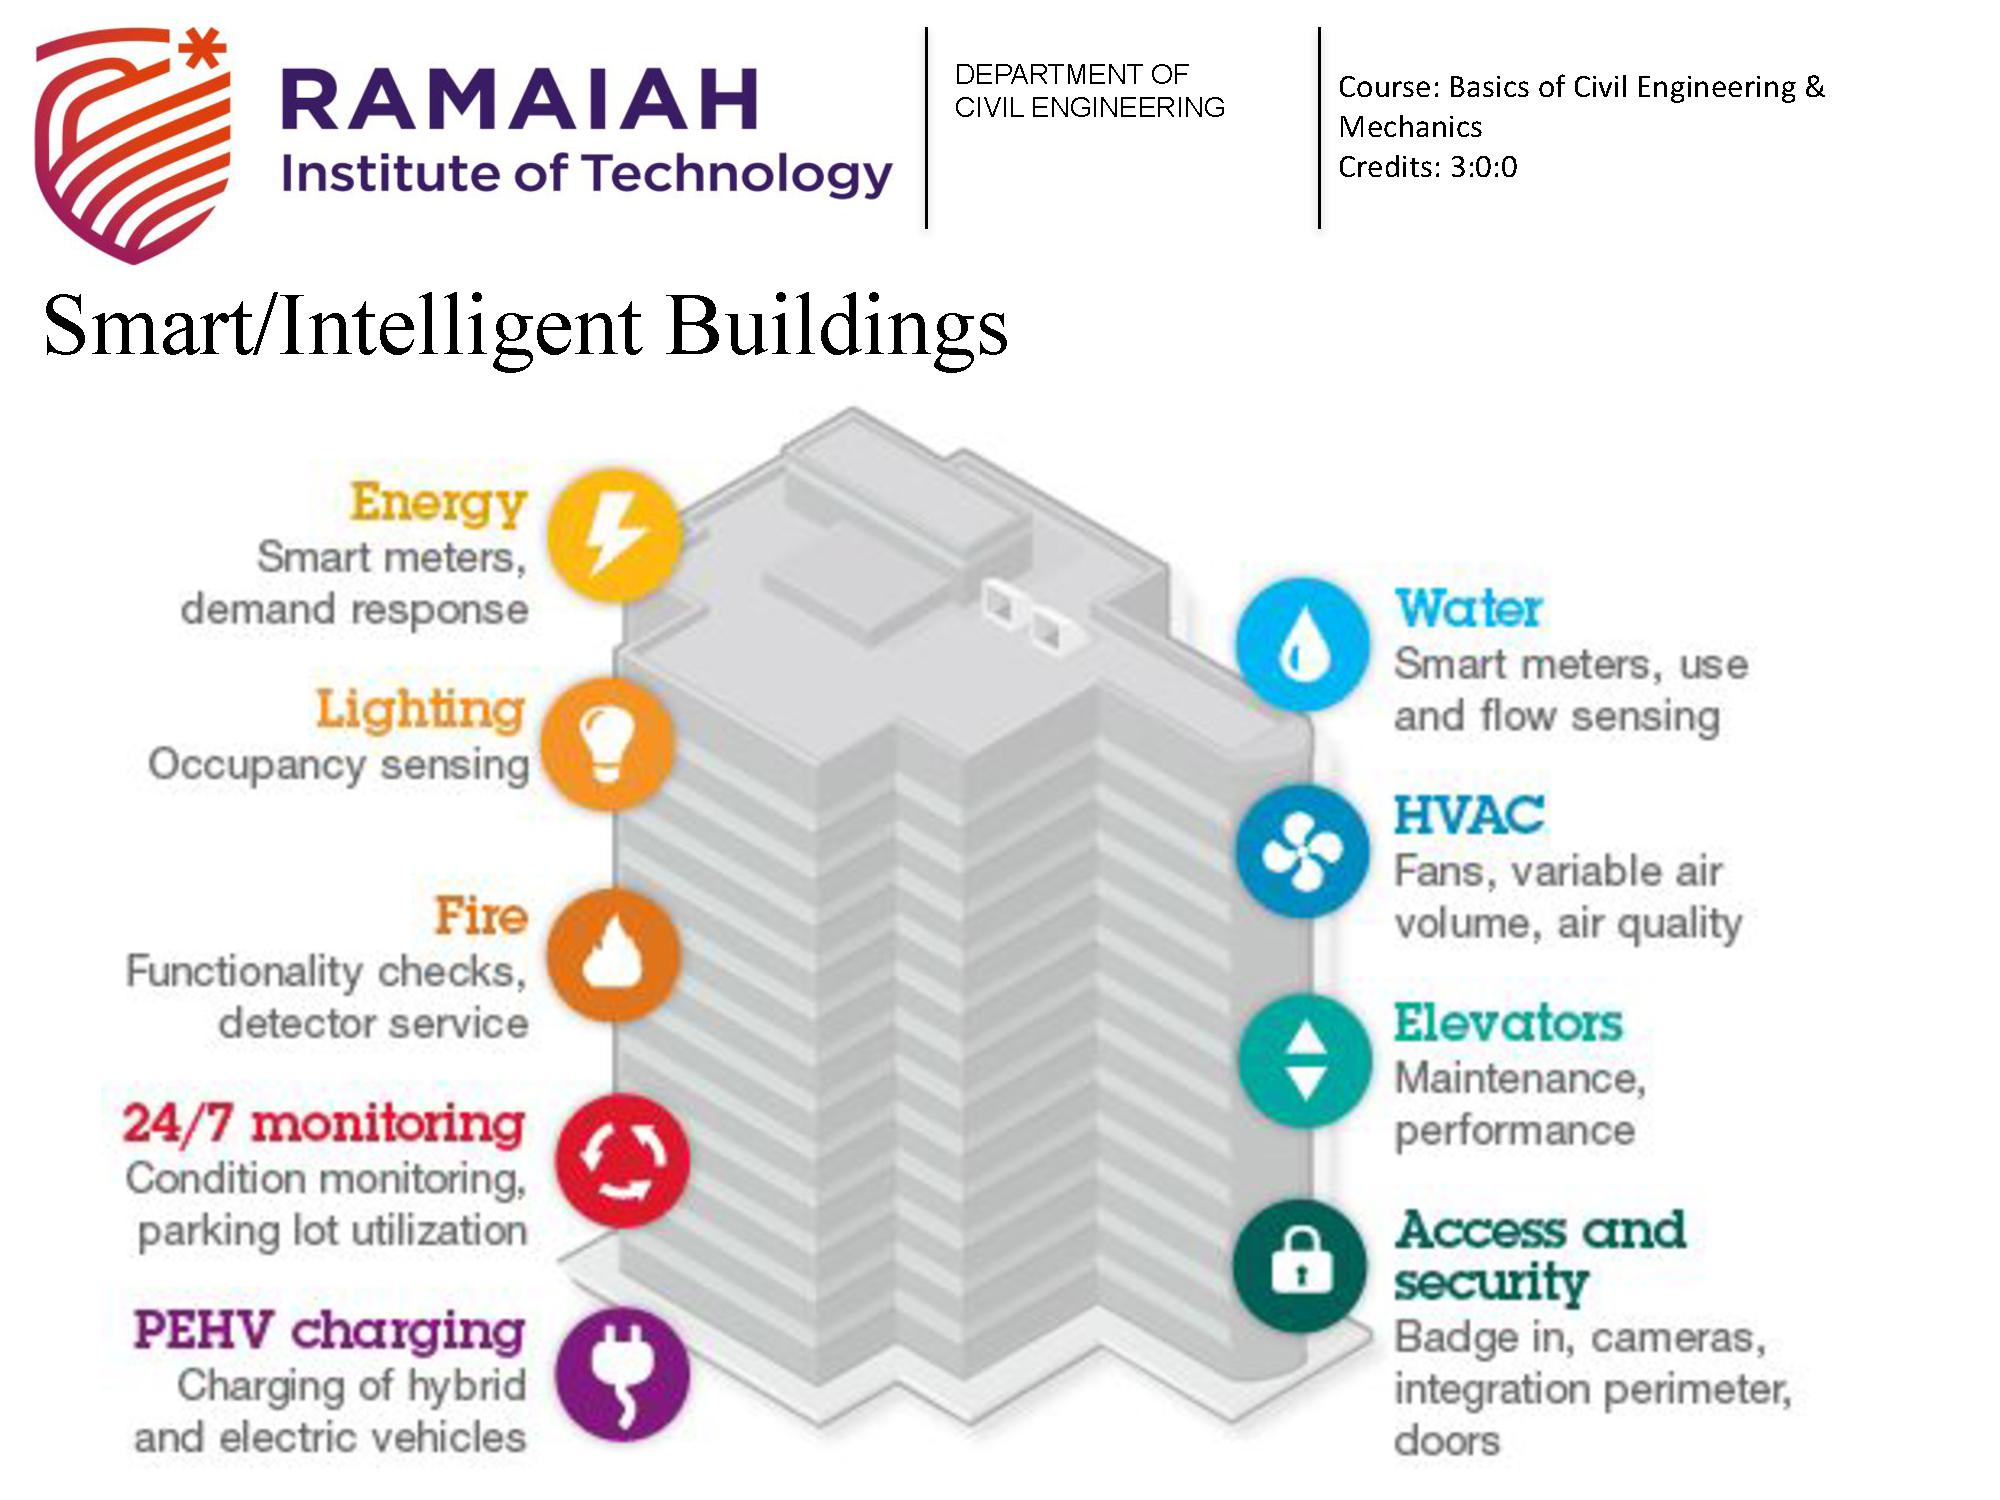 RAMAIAH
Institute of Technology
DEPARTMENT OF
CIVIL ENGINEERING
Course: Basics of Civil Engineering &
Mechanics
Credits: 3:0:0
Smart/Intelligent Buildings
Energy
Smart meters,
demand response
Lighting
Occupancy sensing
Fire
Functionality checks,
detector service
24/7 monitoring
Condition monitoring,
parking lot utilization
PEHV charging
Charging of hybrid
and electric vehicles
Water
Smart meters, use
and flow sensing
HVAC
Fans, variable air
volume, air quality
Elevators
Maintenance,
performance
Access and
security
Badge in, cameras,
integration perimeter,
doors